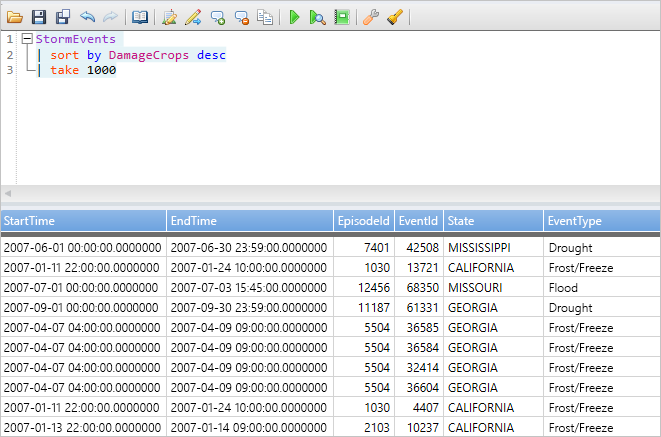 1 StormEvents
2 | sort by DamageCrops desc
3 | take 1000
StartTime EndTime EpisodeId EventId State EventType
2007-06-01 00:00:00.0000000 2007-06-30 23:59:00.0000000 7401 42508 MISSISSIPPI Drought
2007-01-11 22:00:00.0000000 2007-01-24 10:00:00.0000000 1030 13721 CALIFORNIA Frost/Freeze
2007-07-01 00:00:00.0000000 2007-07-03 15:45:00.0000000 12456 68350 MISSOURI Flood
2007-09-01 00:00:00.0000000 2007-09-30 23:59:00.0000000 11187 61331 GEORGIA Drought
2007-04-07 04:00:00.0000000 2007-04-09 09:00:00.0000000 5504 36585 GEORGIA Frost/Freeze
2007-04-07 04:00:00.0000000 2007-04-09 09:00:00.0000000 5504 36584 GEORGIA Frost/Freeze
2007-04-07 04:00:00.0000000 2007-04-09 09:00:00.0000000 5504 32414 GEORGIA Frost/Freeze
2007-04-07 04:00:00.0000000 2007-04-09 09:00:00.0000000 5504 36604 GEORGIA Frost/Freeze
2007-01-11 22:00:00.0000000 2007-01-24 10:00:00.0000000 1030 4407 CALIFORNIA Frost/Freeze
2007-01-13 22:00:00.0000000 2007-01-14 09:00:00.0000000 2103 10237 CALIFORNIA Frost/Freeze